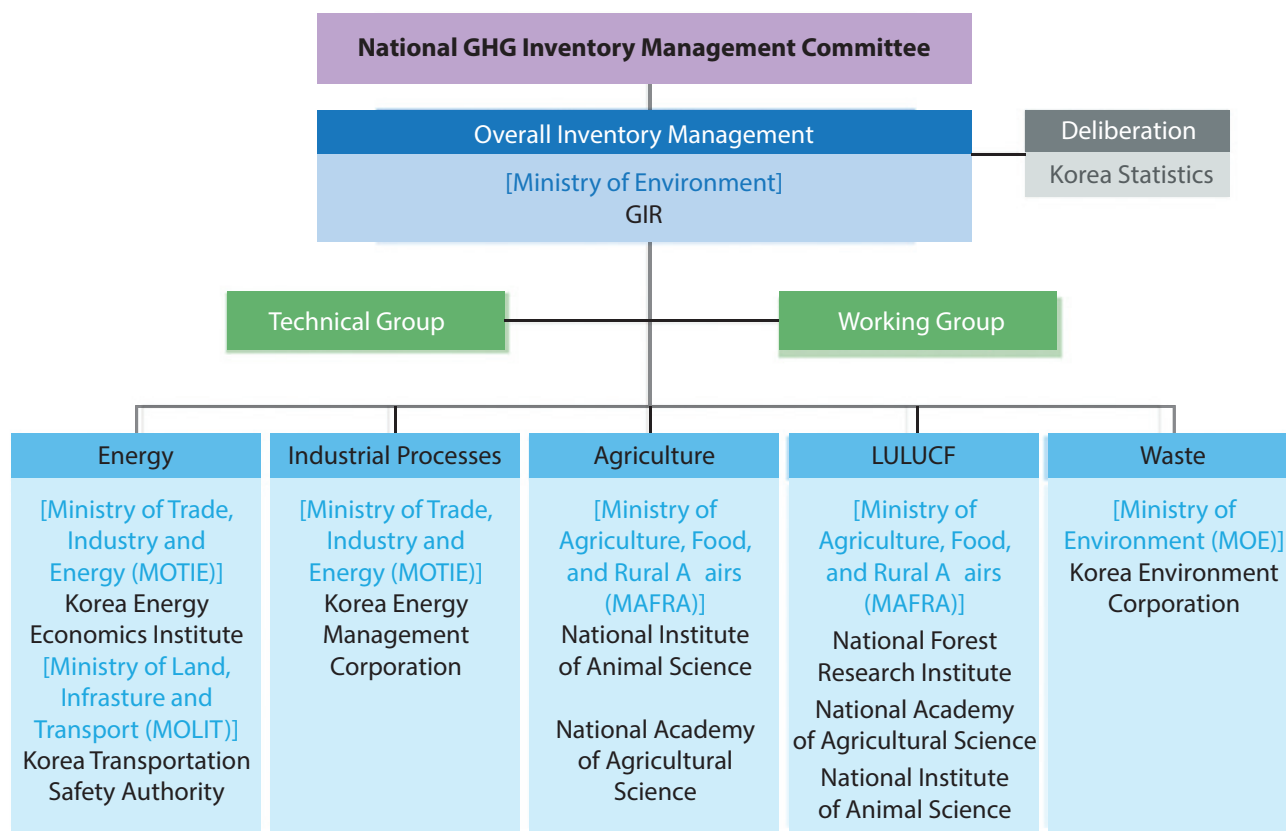 National GHG Inventory Management Committee
Overall Inventory Management
[Ministry of Environment]
GIR
Deliberation
Korea Statistics
Technical Group
Working Group
Energy
[Ministry of Trade,
Industry and
Energy (MOTIE)]
Korea Energy
Economics Institute
[Ministry of Land,
Infrasture and
Transport (MOLIT)]
Korea Transportation
Safety Authority
Industrial Processes
[Ministry of Trade,
Industry and
Energy (MOTIE)]
Korea Energy
Management
Corporation
Agriculture
[Ministry of
Agriculture, Food,
and Rural A airs
(MAFRA)]
National Institute
of Animal Science
National Academy
of Agricultural
Science
LULUCF
[Ministry of
Agriculture, Food,
and Rural A airs
(MAFRA)]
National Forest
Research Institute
National Academy
of Agricultural Science
National Institute
of Animal Science
Waste
[Ministry of
Environment (MOE)]
Korea Environment
Corporation